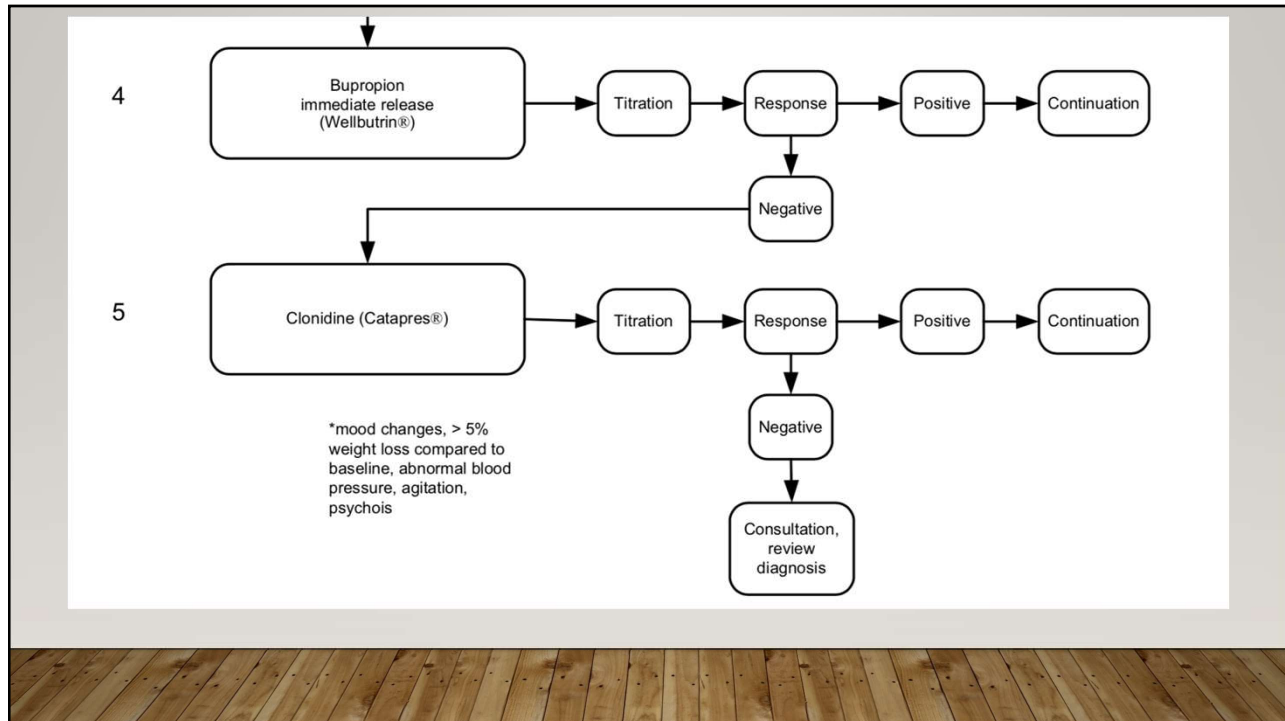 4
Bupropion
immediate release
(Wellbutrin®)
Titration
Response
Positive
Continuation
Negative
5
Clonidine (Catapres®)
Titration
Response
Positive
Continuation
*mood changes, > 5%
weight loss compared to
baseline, abnormal blood
pressure, agitation,
psychois
Negative
Consultation,
review
diagnosis